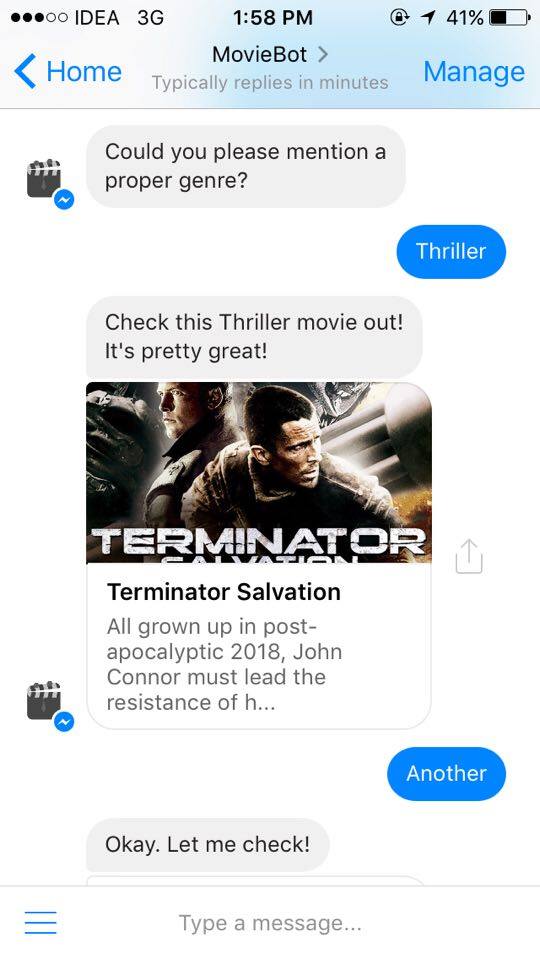 IDEA 3G 1:58 PM 41%
Home MovieBot Manage
Typically replies in minutes
Could you please mention a
proper genre?
Thriller
Check this Thriller movie out!
It's pretty great!
TERMINATOR
SALVATION
Terminator Salvation
All grown up in post-
apocalyptic 2018, John
Connor must lead the
resistance of h...
Another
Okay. Let me check!
Type a message...